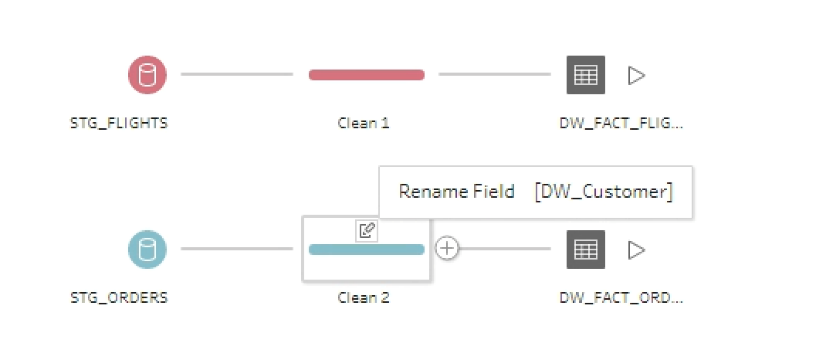 STG_FLIGHTS
Clean 1
DW_FACT_FLIG...
Rename Field [DW_Customer]
STG_ORDERS
Clean 2
DW_FACT_ORD...